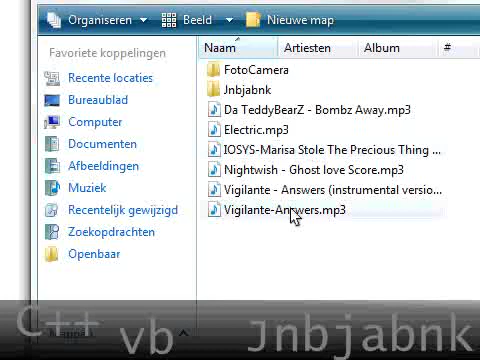 Organiseren Beeld Nieuwe map
Favoriete koppelingen
Recente locaties
Bureaublad
Computer
Documenten
Afbeeldingen
Muziek
Recentelijk gewijzigd
Zoekopdrachten
Openbaar
Naam Artiesten Album #
FotoCamera
Jnbjabnk
Da TeddyBearZ - Bombz Away.mp3
Electric.mp3
IOSYS-Marisa Stole The Precious Thing ...
Nightwish - Ghost love Score.mp3
Vigilante - Answers (instrumental versio...
Vigilante-Answers.mp3
Mappen
C++ vb Jnbjabnk